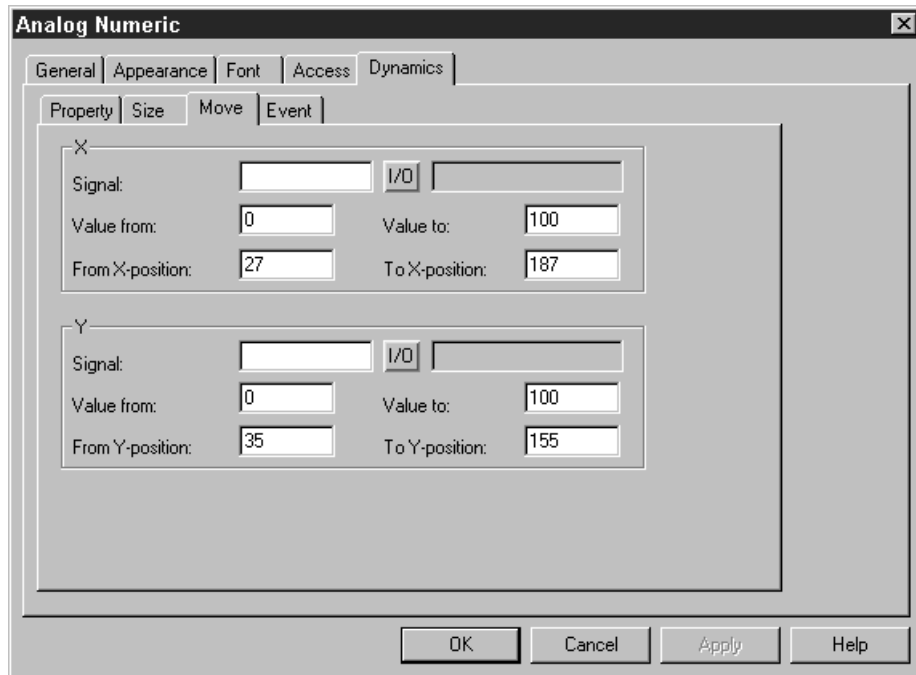 Analog Numeric
General Appearance Font Access Dynamics
Property Size Move Event
X
Signal: I/O
Value from: 0 Value to: 100
From X-position: 27 To X-position: 187
Y
Signal: I/O
Value from: 0 Value to: 100
From Y-position: 35 To Y-position: 155
OK Cancel Apply Help